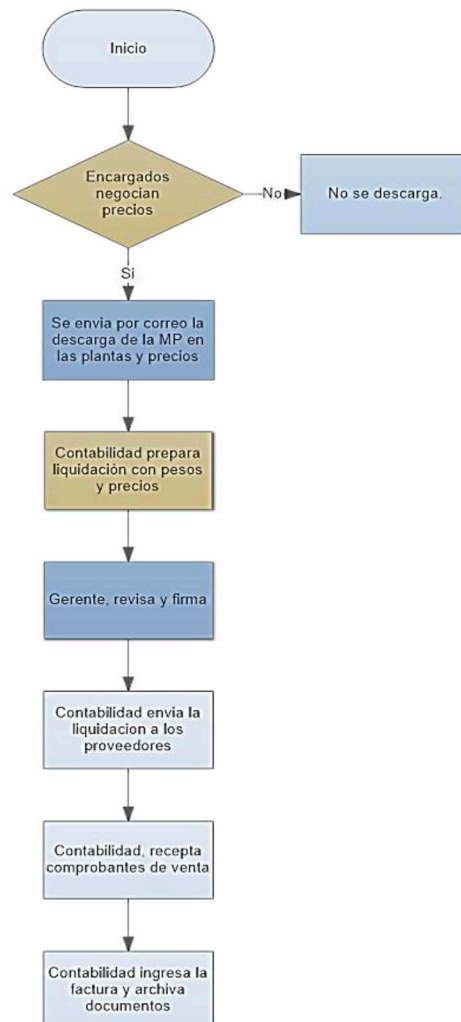 Inicio
Encargados
negocian
precios
No
No se descarga.
Si
Se envia por correo la
descarga de la MP en
las plantas y precios
Contabilidad prepara
liquidación con pesos
y precios
Gerente, revisa y firma
Contabilidad envia la
liquidacion a los
proveedores
Contabilidad, recepta
comprobantes de venta
Contabilidad ingresa la
factura y archiva
documentos